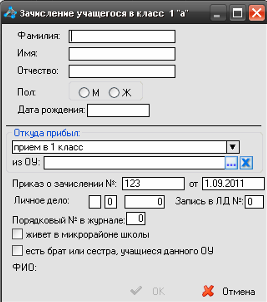 Зачисление учащегося в класс 1 "а"
Фамилия:
Имя:
Отчество:
Пол: М Ж
Дата рождения:
Откуда прибыл:
прием в 1 класс
из ОУ: ...
Приказ о зачислении №: 123 от 1.09.2011
Личное дело: 0 Запись в ЛД №: 0
Порядковый № в журнале: 0
живет в микрорайоне школы
есть брат или сестра, учащиеся данного ОУ
ФИО:
ОК Отмена